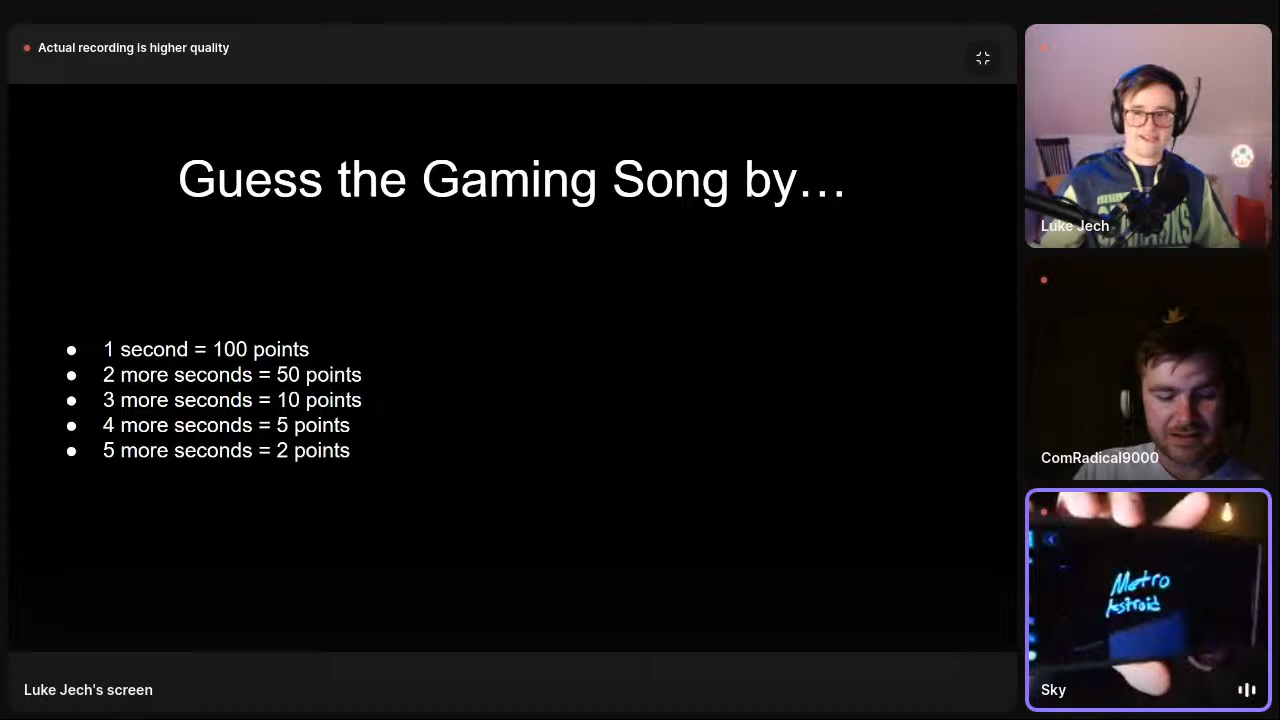 Actual recording is higher quality
Guess the Gaming Song by…
● 1 second = 100 points
● 2 more seconds = 50 points
● 3 more seconds = 10 points
● 4 more seconds = 5 points
● 5 more seconds = 2 points
Luke Jech's screen
Luke Jech
ComRadical9000
Metro
Astroid
Sky